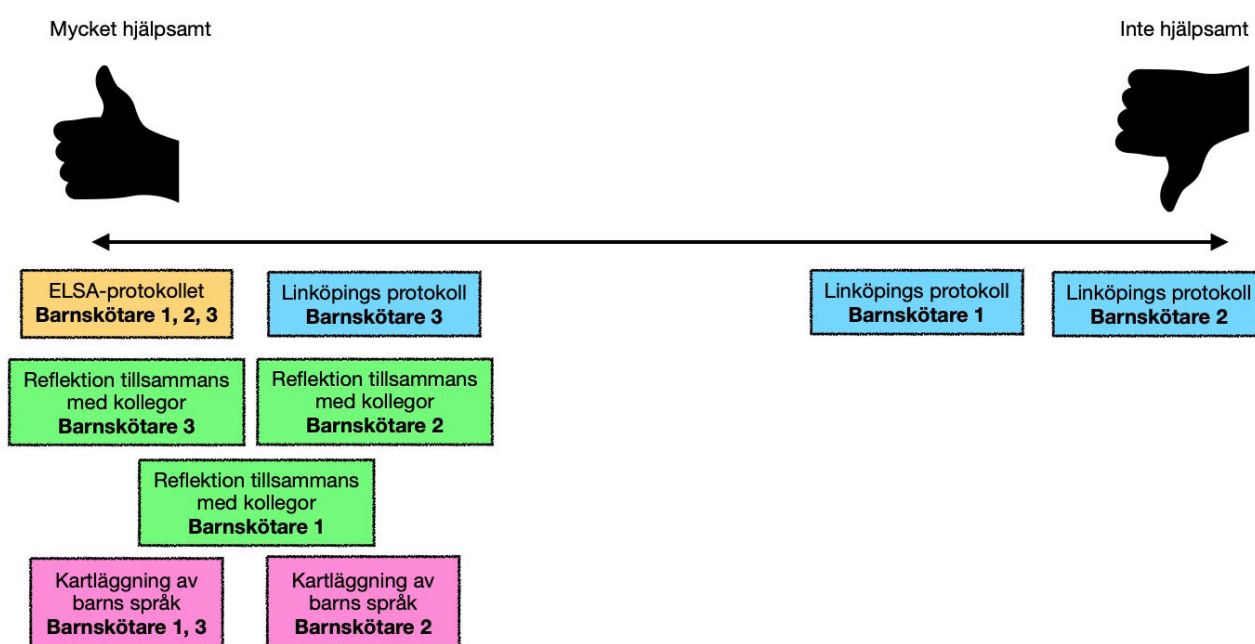 Mycket hjälpsamt
Inte hjälpsamt
ELSA-protokollet
Barnskötare 1, 2, 3
Linköpings protokoll
Barnskötare 3
Linköpings protokoll
Barnskötare 1
Linköpings protokoll
Barnskötare 2
Reflektion tillsammans
med kollegor
Barnskötare 3
Reflektion tillsammans
med kollegor
Barnskötare 2
Reflektion tillsammans
med kollegor
Barnskötare 1
Kartläggning av
barns språk
Barnskötare 1, 3
Kartläggning av
barns språk
Barnskötare 2